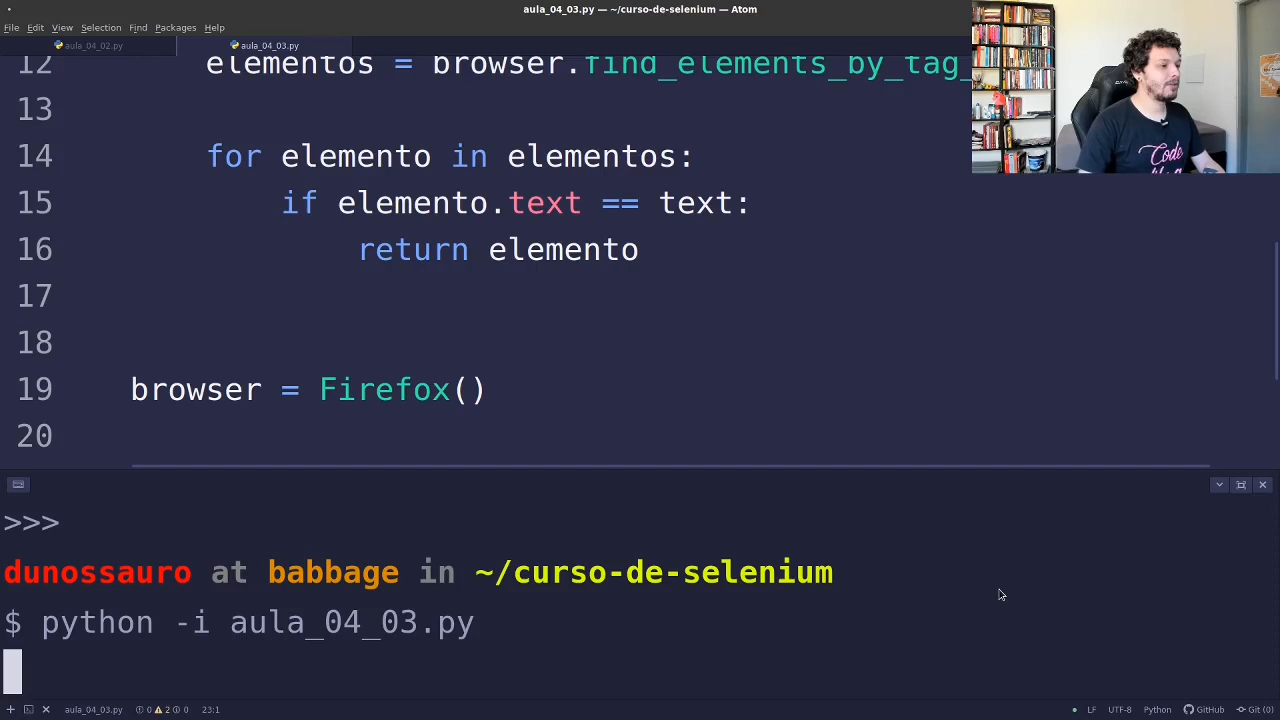 aula_04_03.py — ~/curso-de-selenium — Atom
File Edit View Selection Find Packages Help
aula_04_02.py aula_04_03.py
12 elementos = browser.find_elements_by_tag_
13
14 for elemento in elementos:
15 if elemento.text == text:
16 return elemento
17
18
19 browser = Firefox()
20
>>>
dunossauro at babbage in ~/curso-de-selenium
$ python -i aula_04_03.py
aula_04_03.py 0 2 0 23:1 LF UTF-8 Python GitHub Git (0)
Code